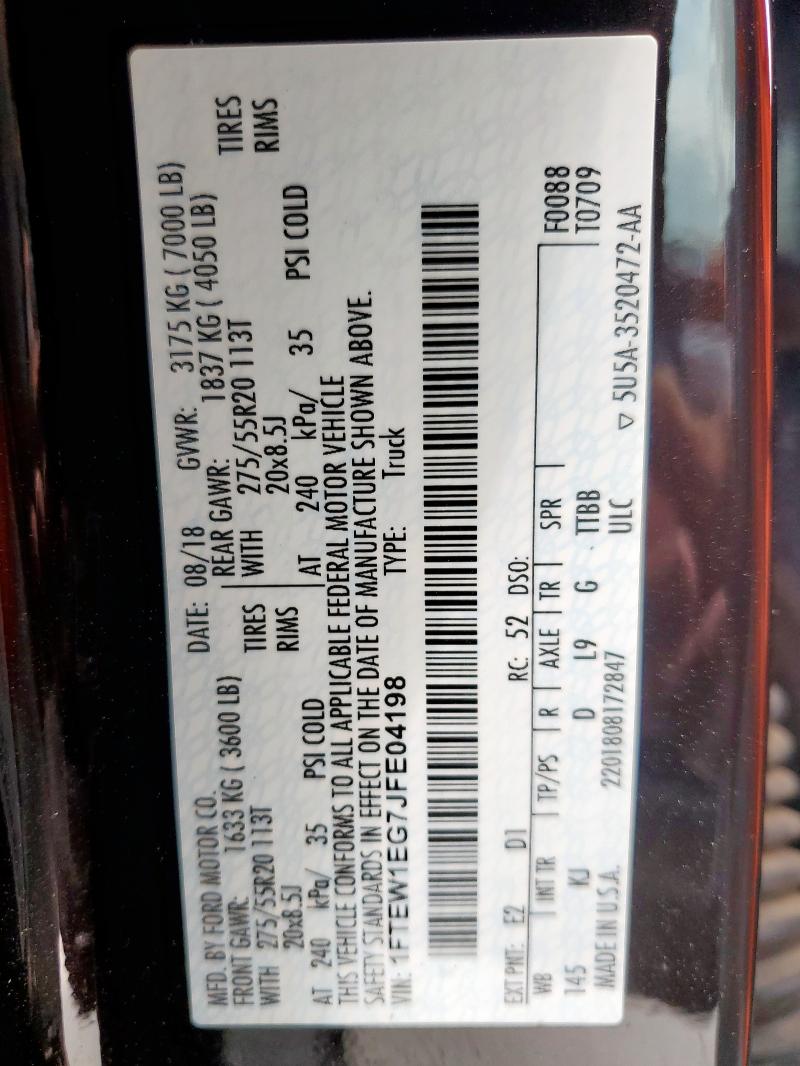 MFD. BY FORD MOTOR CO. DATE: 08/18 GVWR: 3175 KG ( 7000 LB)
FRONT GAWR: 1633 KG ( 3600 LB) REAR GAWR: 1837 KG ( 4050 LB)
WITH 275/55R20 113T TIRES WITH 275/55R20 113T TIRES
20x8.5J RIMS 20x8.5J RIMS
AT 240 kPa/ 35 PSI COLD AT 240 kPa/ 35 PSI COLD
THIS VEHICLE CONFORMS TO ALL APPLICABLE FEDERAL MOTOR VEHICLE
SAFETY STANDARDS IN EFFECT ON THE DATE OF MANUFACTURE SHOWN ABOVE.
VIN: 1FTEW1EG7JFE04198 TYPE: Truck
EXT PNT: E2 D1 RC: 52 DSO: F0088
WB INT TR TP/PS R AXLE TR SPR T0709
145 KJ D L9 G TTBB
MADE IN U.S.A. 2201808172847 ULC ▽ 5U5A-3520472-AA